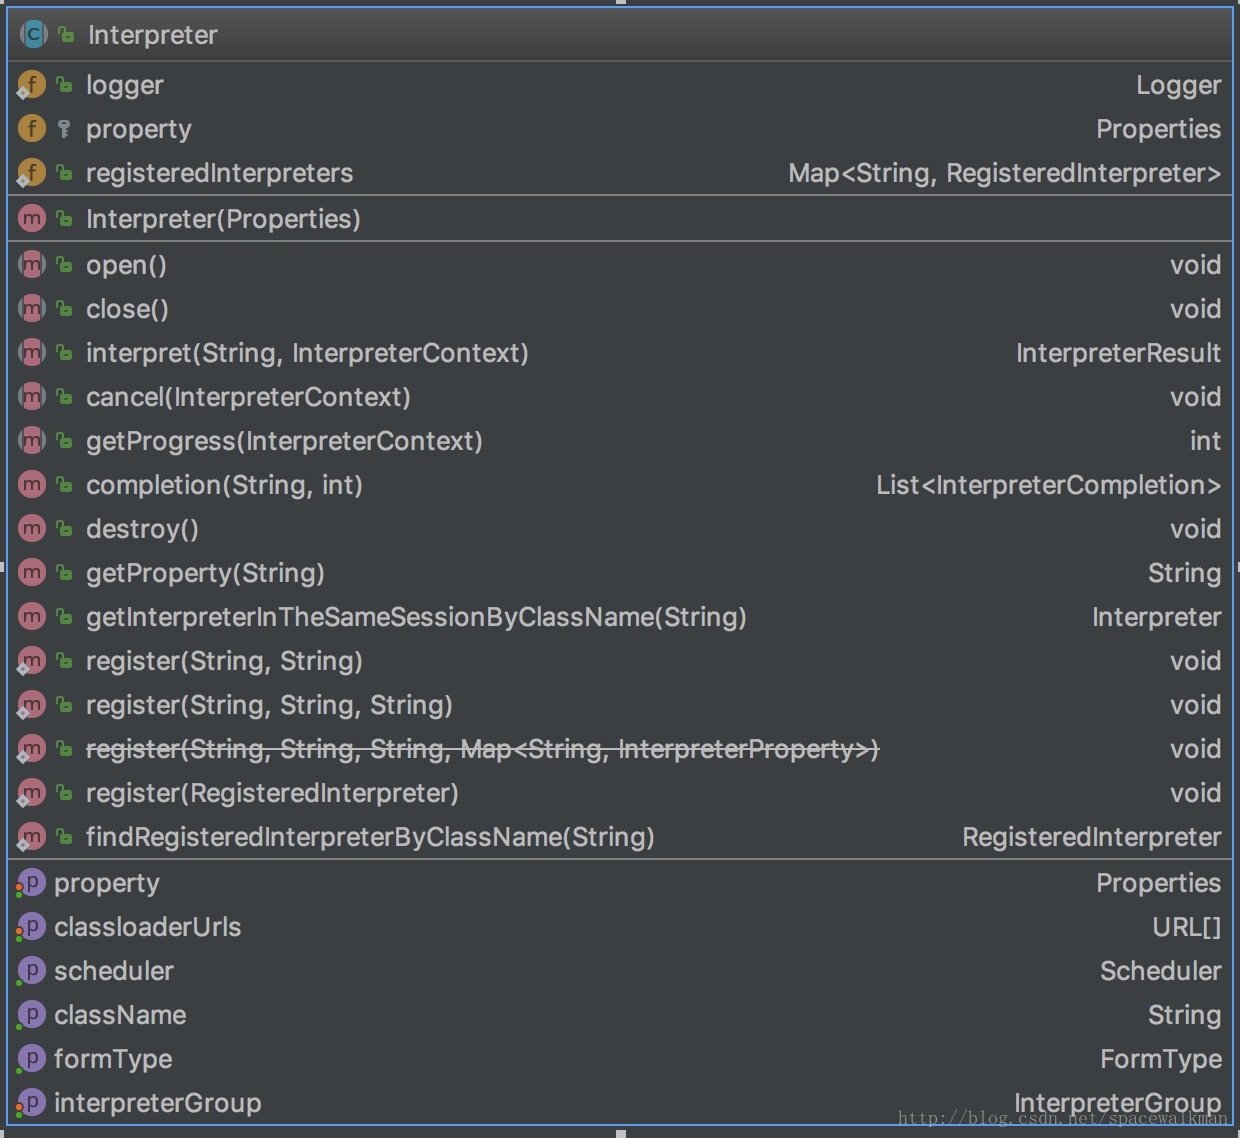 Interpreter
logger Logger
property Properties
registeredInterpreters Map<String, RegisteredInterpreter>
Interpreter(Properties)
open() void
close() void
interpret(String, InterpreterContext) InterpreterResult
cancel(InterpreterContext) void
getProgress(InterpreterContext) int
completion(String, int) List<InterpreterCompletion>
destroy() void
getProperty(String) String
getInterpreterInTheSameSessionByClassName(String) Interpreter
register(String, String) void
register(String, String, String) void
register(String, String, String, Map<String, InterpreterProperty>) void
register(RegisteredInterpreter) void
findRegisteredInterpreterByClassName(String) RegisteredInterpreter
property Properties
classloaderUrls URL[]
scheduler Scheduler
className String
formType FormType
interpreterGroup InterpreterGroup
http://blog.csdn.net/spacewalkman